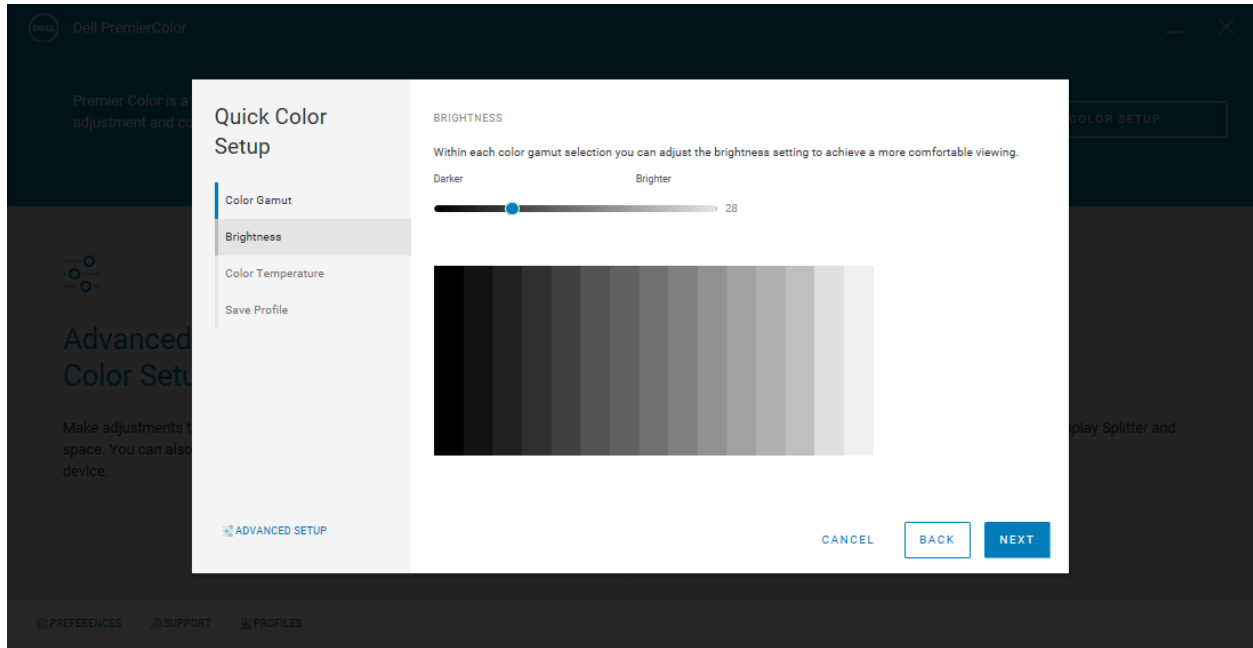 DELL Dell PremierColor
Premier Color is a
adjustment and co
COLOR SETUP
Quick Color
Setup
Color Gamut
Brightness
Color Temperature
Save Profile
ADVANCED SETUP
BRIGHTNESS
Within each color gamut selection you can adjust the brightness setting to achieve a more comfortable viewing.
Darker Brighter
28
CANCEL BACK NEXT
Advanced
Color Setu
Make adjustments t
space. You can also
device.
splay Splitter and
PREFERENCES SUPPORT PROFILES